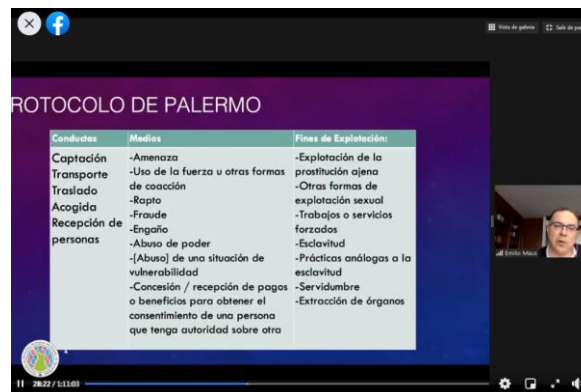 Vista de galería
ROTOCOLO DE PALERMO
Conductas
Captación
Transporte
Traslado
Acogida
Recepción de
personas
Medios
-Amenaza
-Uso de la fuerza u otras formas
de coacción
-Rapto
-Fraude
-Engaño
-Abuso de poder
-[Abuso] de una situación de
vulnerabilidad
-Concesión / recepción de pagos
o beneficios para obtener el
consentimiento de una persona
que tenga autoridad sobre otra
Fines de Explotación:
-Explotación de la
prostitución ajena
-Otras formas de
explotación sexual
-Trabajos o servicios
forzados
-Esclavitud
-Prácticas análogas a la
esclavitud
-Servidumbre
-Extracción de órganos
Emilio Maus
28:22 / 1:11:03